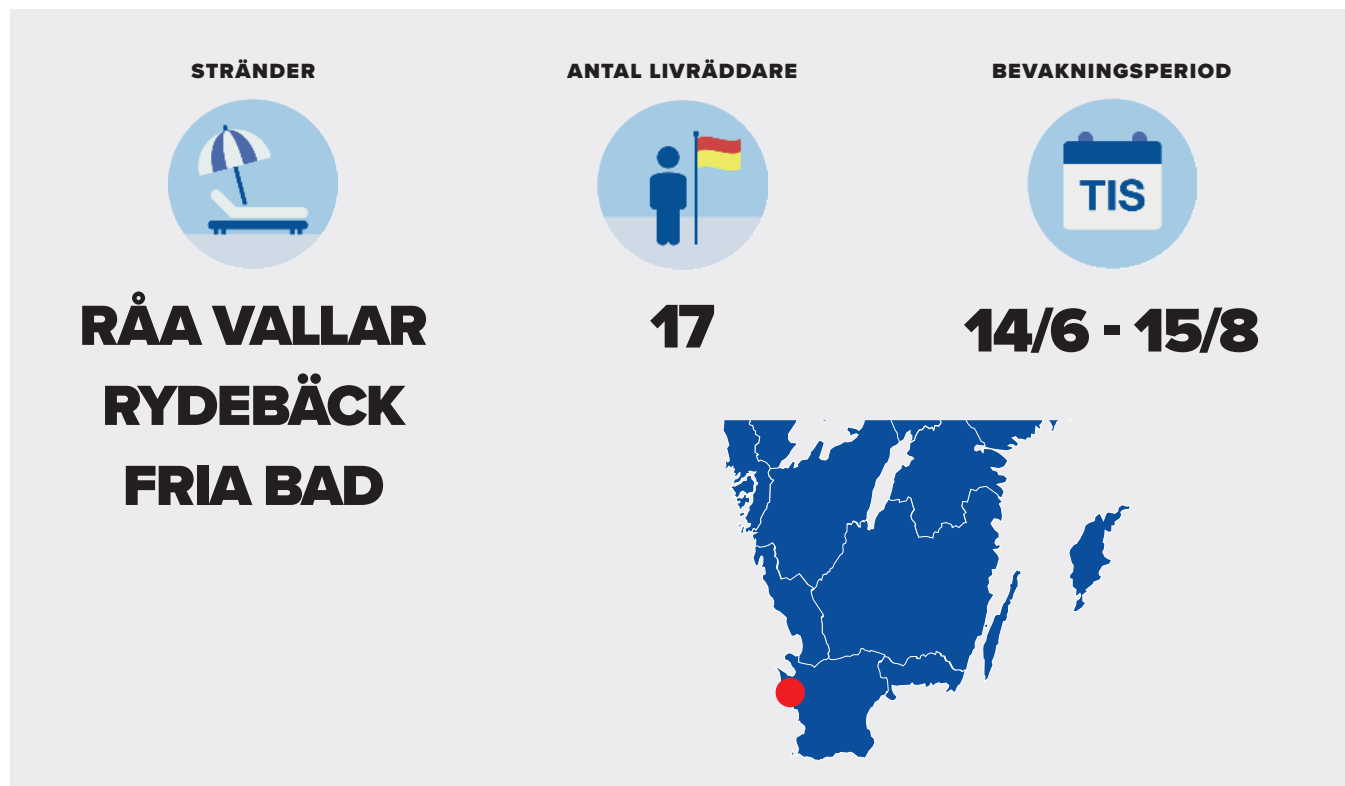 STRÄNDER
RÅA VALLAR
RYDEBÄCK
FRIA BAD
ANTAL LIVRÄDDARE
17
BEVAKNINGSPERIOD
TIS
14/6 - 15/8